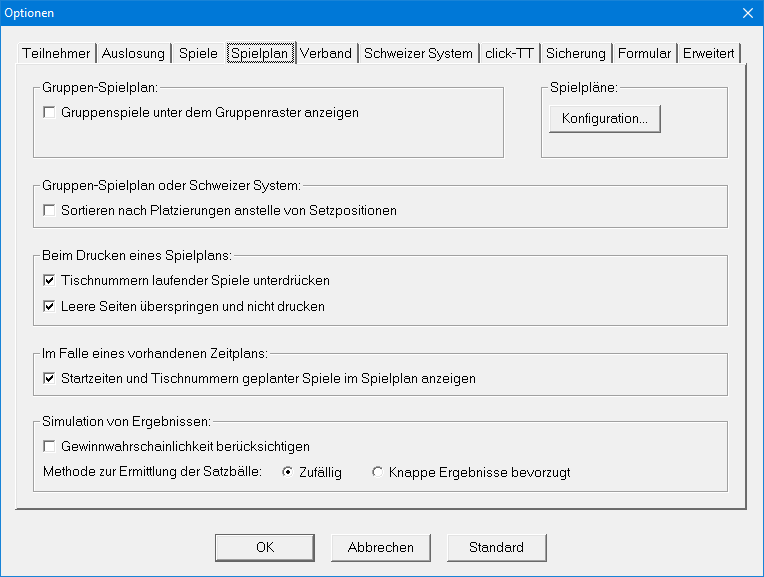 Optionen
Teilnehmer Auslosung Spiele Spielplan Verband Schweizer System click-TT Sicherung Formular Erweitert
Gruppen-Spielplan:
Gruppenspiele unter dem Gruppenraster anzeigen
Spielpläne:
Konfiguration...
Gruppen-Spielplan oder Schweizer System:
Sortieren nach Platzierungen anstelle von Setzpositionen
Beim Drucken eines Spielplans:
Tischnummern laufender Spiele unterdrücken
Leere Seiten überspringen und nicht drucken
Im Falle eines vorhandenen Zeitplans:
Startzeiten und Tischnummern geplanter Spiele im Spielplan anzeigen
Simulation von Ergebnissen:
Gewinnwahrschainlichkeit berücksichtigen
Methode zur Ermittlung der Satzbälle: Zufällig Knappe Ergebnisse bevorzugt
OK Abbrechen Standard